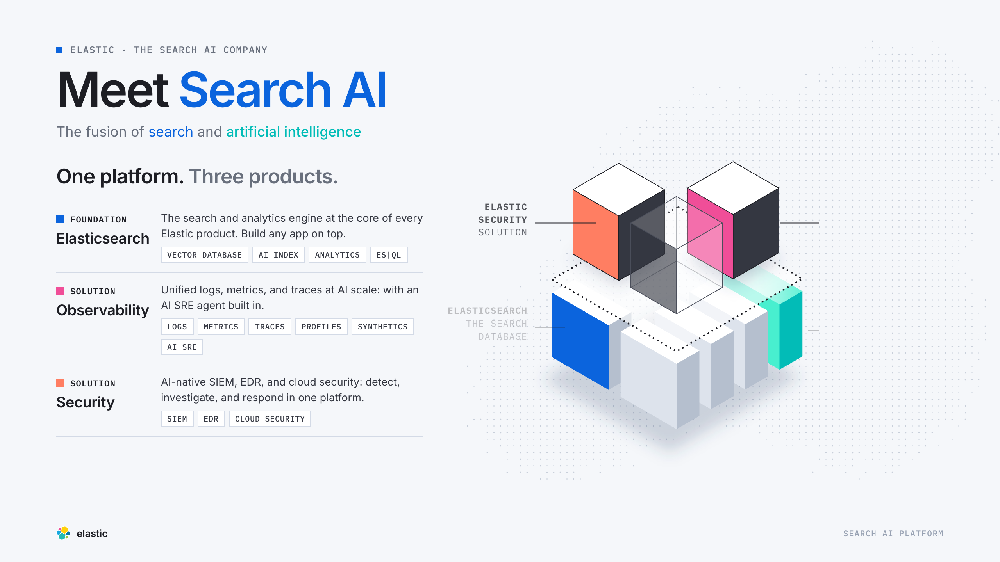 ELASTIC · THE SEARCH AI COMPANY
Meet Search AI
The fusion of search and artificial intelligence
One platform. Three products.
FOUNDATION
Elasticsearch
The search and analytics engine at the core of every
Elastic product. Build any app on top.
VECTOR DATABASE AI INDEX ANALYTICS ES|QL
SOLUTION
Observability
Unified logs, metrics, and traces at AI scale: with an
AI SRE agent built in.
LOGS METRICS TRACES PROFILES SYNTHETICS
AI SRE
SOLUTION
Security
AI-native SIEM, EDR, and cloud security: detect,
investigate, and respond in one platform.
SIEM EDR CLOUD SECURITY
ELASTIC
SECURITY
SOLUTION
ELASTICSEARCH
THE SEARCH
DATABASE
elastic
SEARCH AI PLATFORM